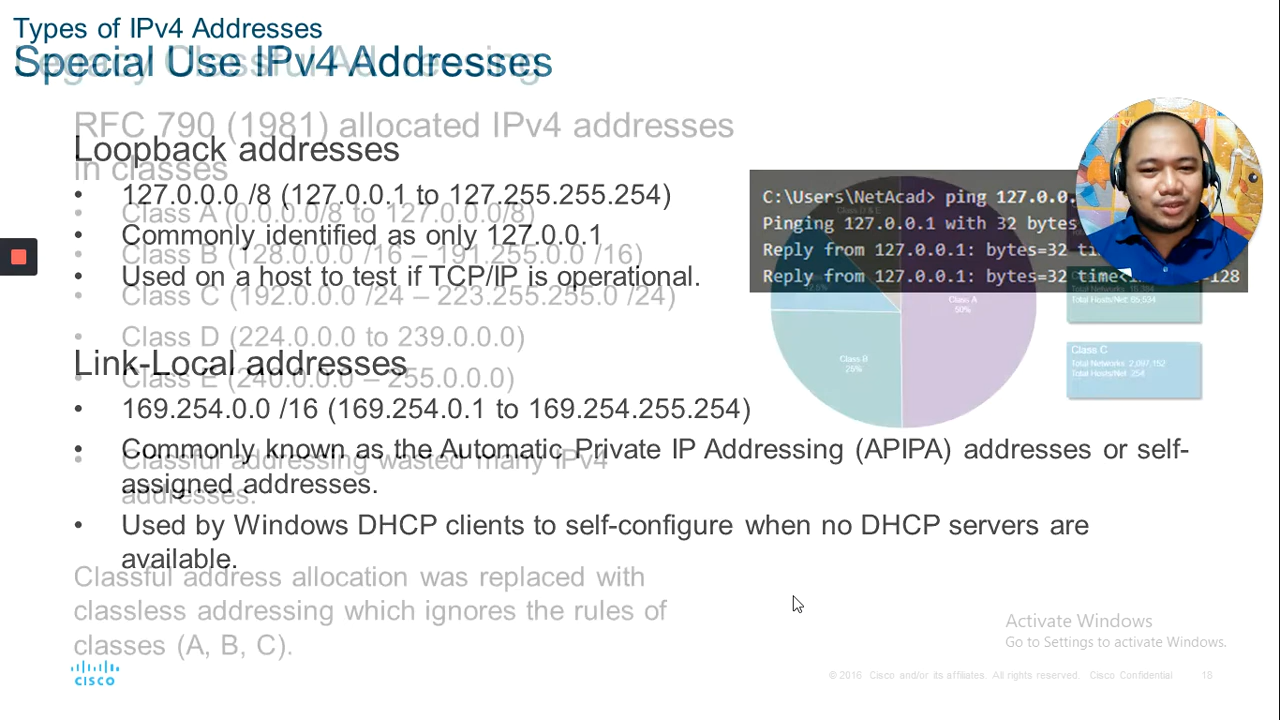 Types of IPv4 Addresses
Special Use IPv4 Addresses
Legacy Classful Addressing
RFC 790 (1981) allocated IPv4 addresses
in classes
Loopback addresses
• 127.0.0.0 /8 (127.0.0.1 to 127.255.255.254)
• Class A (0.0.0.0/8 to 127.0.0.0/8)
• Commonly identified as only 127.0.0.1
• Class B (128.0.0.0 /16 – 191.255.0.0 /16)
• Used on a host to test if TCP/IP is operational.
• Class C (192.0.0.0 /24 – 223.255.255.0 /24)
• Class D (224.0.0.0 to 239.0.0.0)
Link-Local addresses
• Class E (240.0.0.0 – 255.0.0.0)
• 169.254.0.0 /16 (169.254.0.1 to 169.254.255.254)
• Commonly known as the Automatic Private IP Addressing (APIPA) addresses or self-
assigned addresses.
• Classful addressing wasted many IPv4
addresses.
• Used by Windows DHCP clients to self-configure when no DHCP servers are
available.
Classful address allocation was replaced with
classless addressing which ignores the rules of
classes (A, B, C).
C:\Users\NetAcad> ping 127.0.0.
Pinging 127.0.0.1 with 32 bytes
Reply from 127.0.0.1: bytes=32
Reply from 127.0.0.1: bytes=32 time<
128
Class A
50%
Class B
25%
Total Hosts/Net: 65,534
Class C
Total Networks: 2,097,152
Total Hosts/Net: 254
Activate Windows
Go to Settings to activate Windows.
CISCO
© 2016 Cisco and/or its affiliates. All rights reserved. Cisco Confidential
18